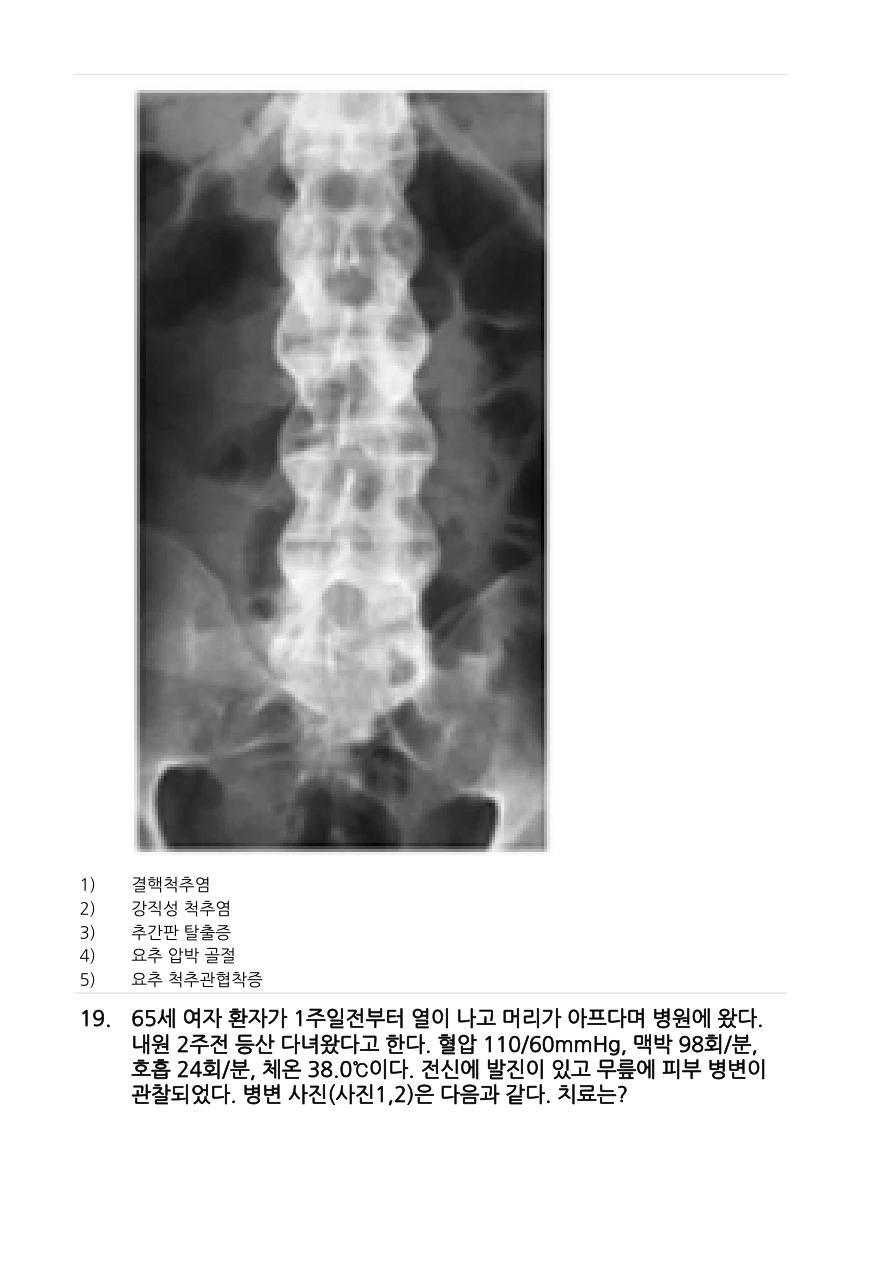 1) 결핵척추염
2) 강직성 척추염
3) 추간판 탈출증
4) 요추 압박 골절
5) 요추 척추관협착증
19. 65세 여자 환자가 1주일전부터 열이 나고 머리가 아프다며 병원에 왔다.
내원 2주전 등산 다녀왔다고 한다. 혈압 110/60mmHg, 맥박 98회/분,
호흡 24회/분, 체온 38.0℃이다. 전신에 발진이 있고 무릎에 피부 병변이
관찰되었다. 병변 사진(사진1,2)은 다음과 같다. 치료는?